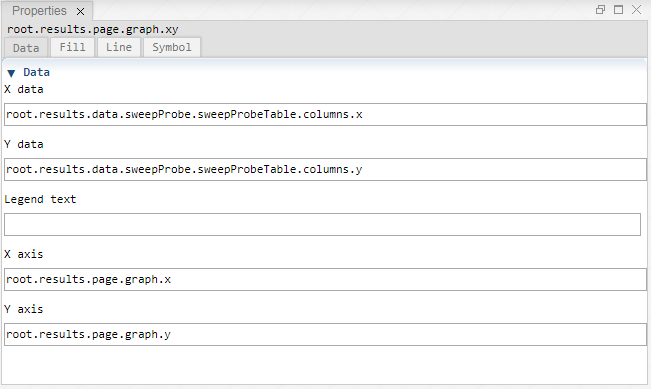 Properties
root.results.page.graph.xy
Data Fill Line Symbol
Data
X data
root.results.data.sweepProbe.sweepProbeTable.columns.x
Y data
root.results.data.sweepProbe.sweepProbeTable.columns.y
Legend text
X axis
root.results.page.graph.x
Y axis
root.results.page.graph.y